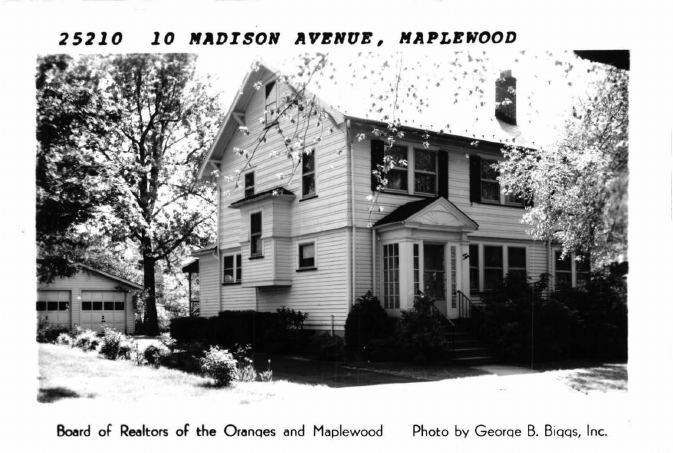 25210 10 MADISON AVENUE, MAPLEWOOD
Board of Realtors of the Oranges and Maplewood Photo by George B. Biggs, Inc.